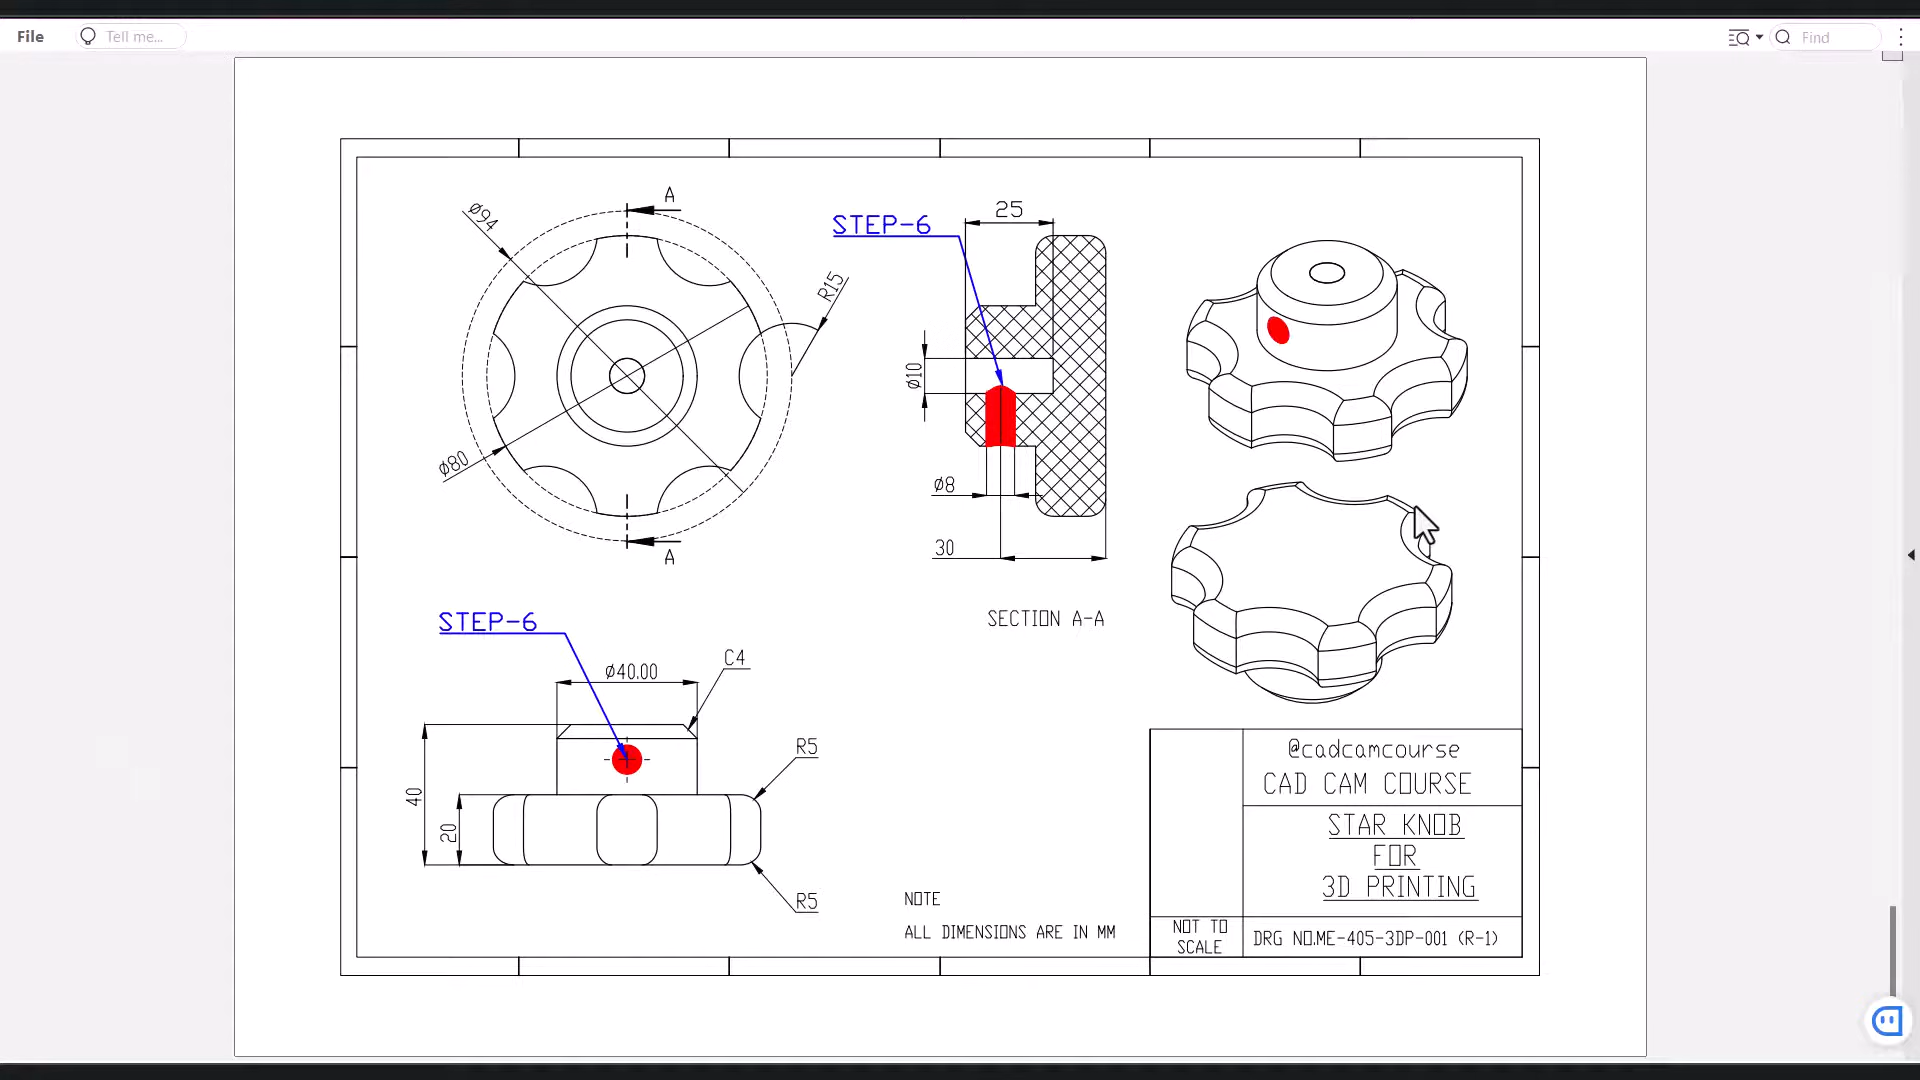 File
Tell me...
Find
A
Ø94
STEP-6
25
R15
Ø10
Ø80
Ø8
30
A
SECTION A-A
STEP-6
Ø40.00
C4
R5
40
20
R5
@cadcamcourse
CAD CAM COURSE
STAR KNOB
FOR
3D PRINTING
NOTE
ALL DIMENSIONS ARE IN MM
NOT TO
SCALE
DRG NO.ME-405-3DP-001 (R-1)